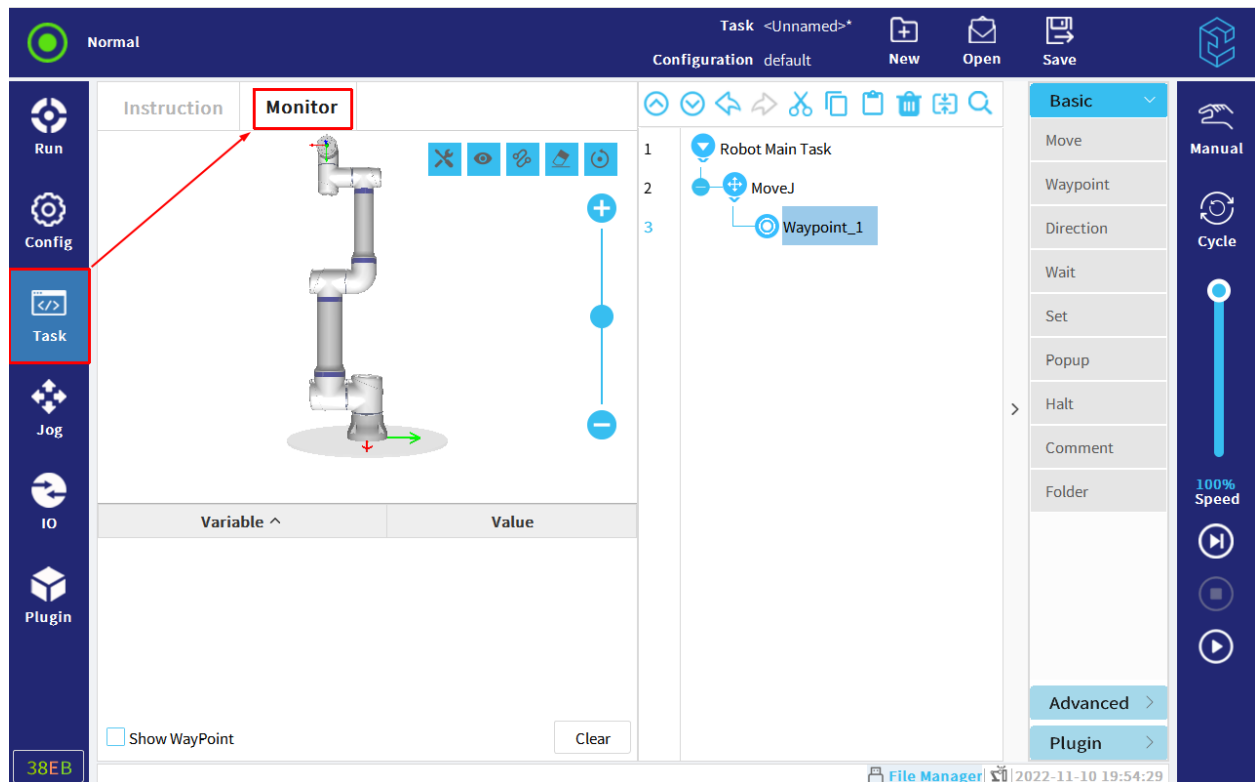 Normal
Task <Unnamed>*
Configuration default
New
Open
Save
Run
Config
</>
Task
Jog
IO
Plugin
38EB
Instruction
Monitor
Variable
Value
Show WayPoint
Clear
1 Robot Main Task
2 MoveJ
3 Waypoint_1
Basic
Move
Waypoint
Direction
Wait
Set
Popup
Halt
Comment
Folder
Advanced
Plugin
Manual
Cycle
100%
Speed
File Manager
2022-11-10 19:54:29